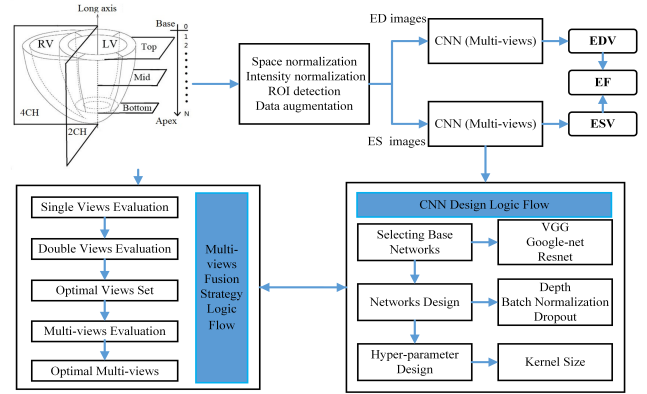 Long axis
Base
0
1
2
N
RV
LV
Top
Mid
Bottom
Apex
4CH
2CH
Space normalization
Intensity normalization
ROI detection
Data augmentation
ED images
CNN (Multi-views)
EDV
EF
CNN (Multi-views)
ESV
ES images
Single Views Evaluation
Double Views Evaluation
Optimal Views Set
Multi-views Evaluation
Optimal Multi-views
Multi-
views
Fusion
Strategy
Logic
Flow
CNN Design Logic Flow
Selecting Base
Networks
VGG
Google-net
Resnet
Networks Design
Depth
Batch Normalization
Dropout
Hyper-parameter
Design
Kernel Size